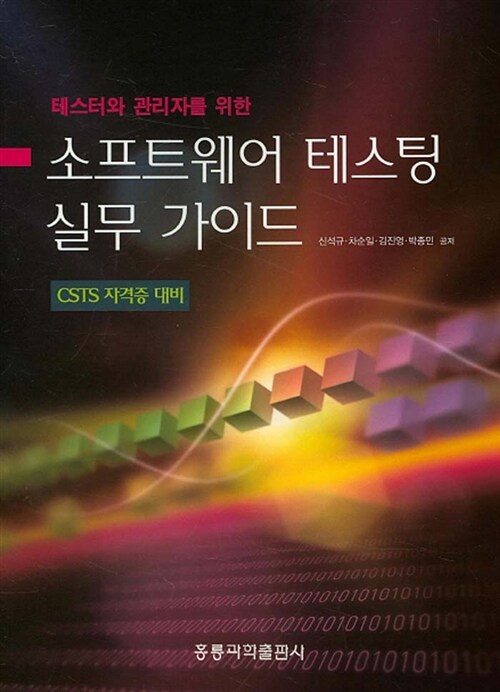 테스터와 관리자를 위한
소프트웨어 테스팅
실무 가이드
신석규·차순일·김진영·박종민 공저
CSTS 자격증 대비
홍릉과학출판사